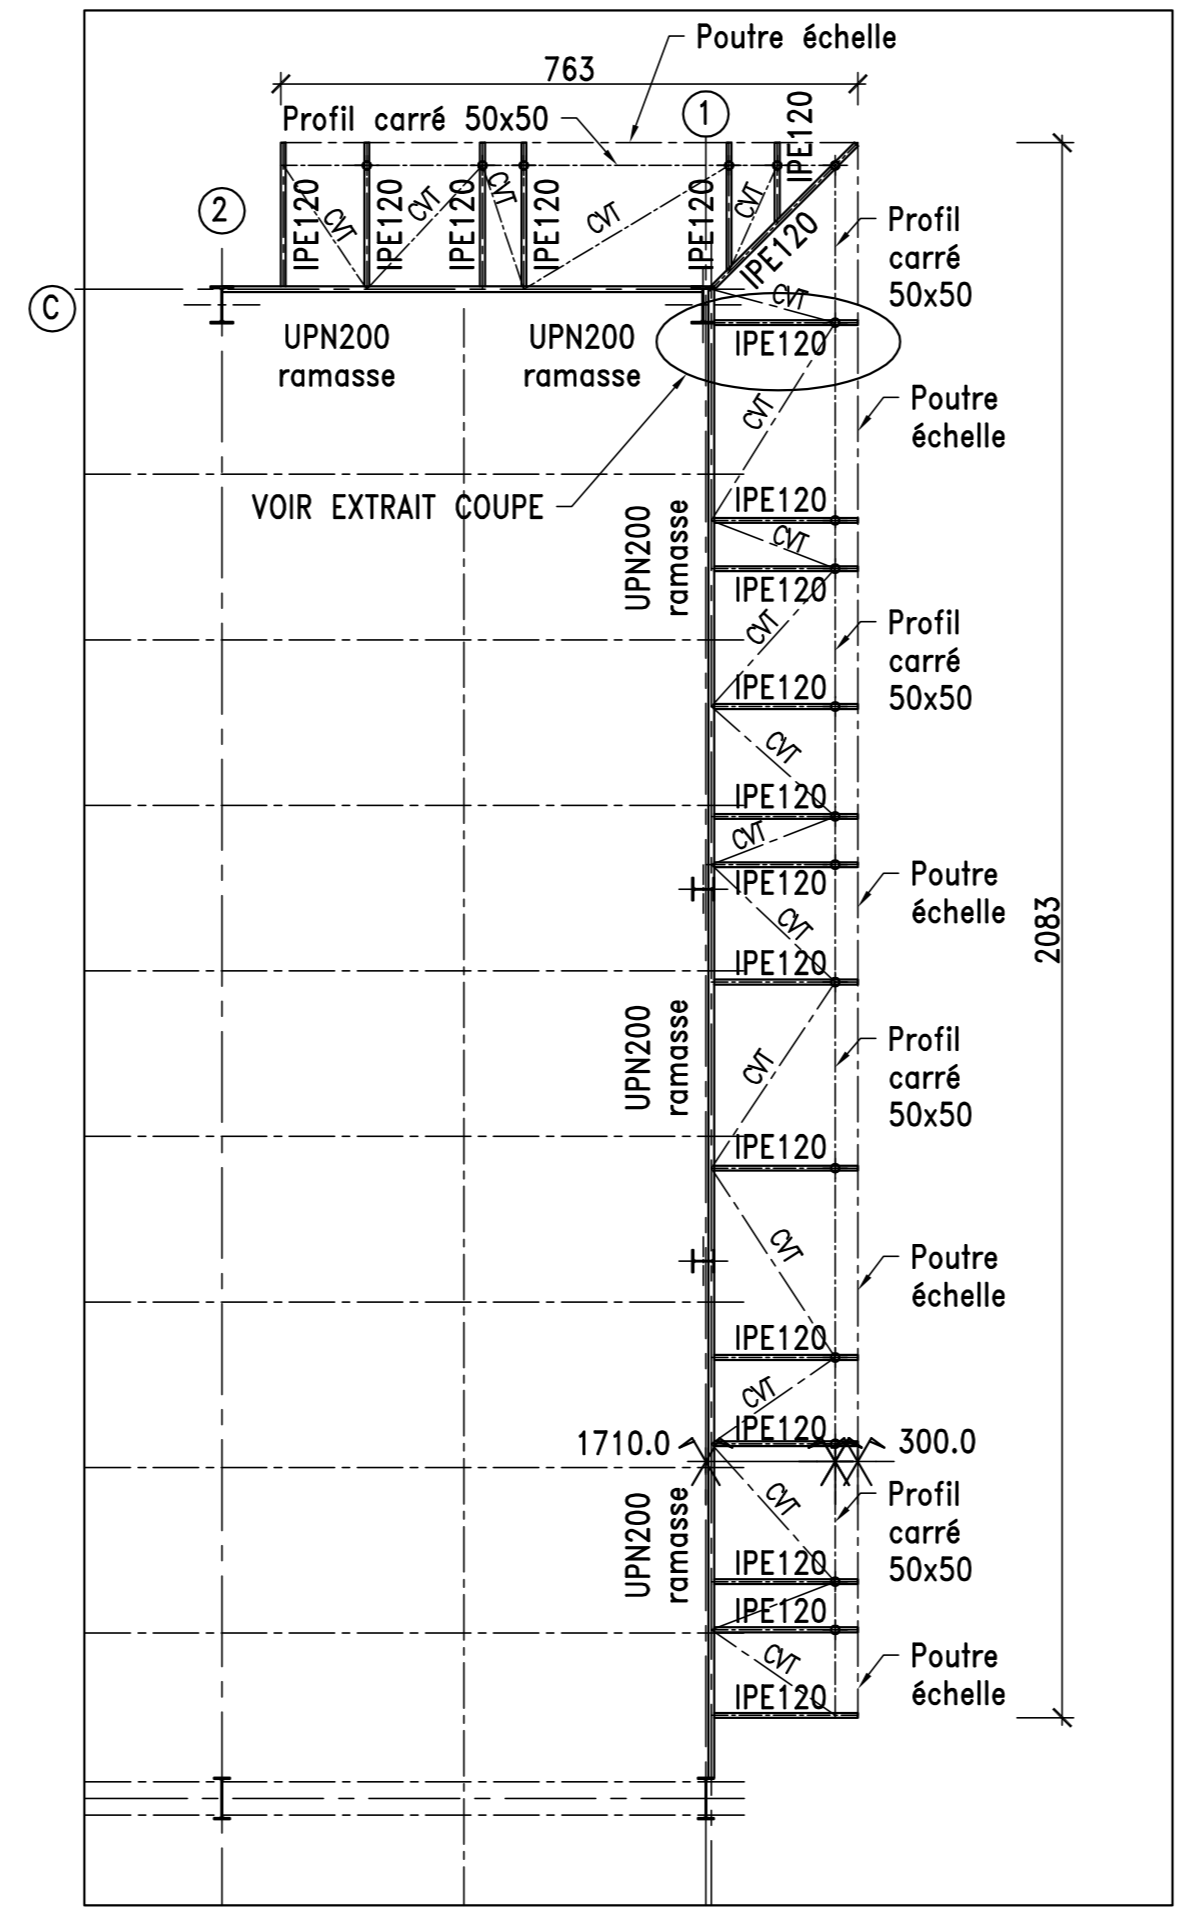 Poutre échelle
763
Profil carré 50x50
1
IPE120
2
IPE120
IPE120
IPE120
IPE120
IPE120
IPE120
CVT
CVT
CVT
CVT
CVT
Profil
carré
50x50
C
CVT
UPN200
ramasse
UPN200
ramasse
IPE120
CVT
Poutre
échelle
VOIR EXTRAIT COUPE
IPE120
UPN200
ramasse
CVT
IPE120
CVT
Profil
carré
50x50
IPE120
CVT
IPE120
CVT
IPE120
Poutre
échelle
2083
CVT
IPE120
UPN200
ramasse
CVT
Profil
carré
50x50
IPE120
CVT
Poutre
échelle
IPE120
CVT
IPE120
1710.0
300.0
UPN200
ramasse
CVT
Profil
carré
50x50
IPE120
IPE120
CVT
Poutre
échelle
IPE120